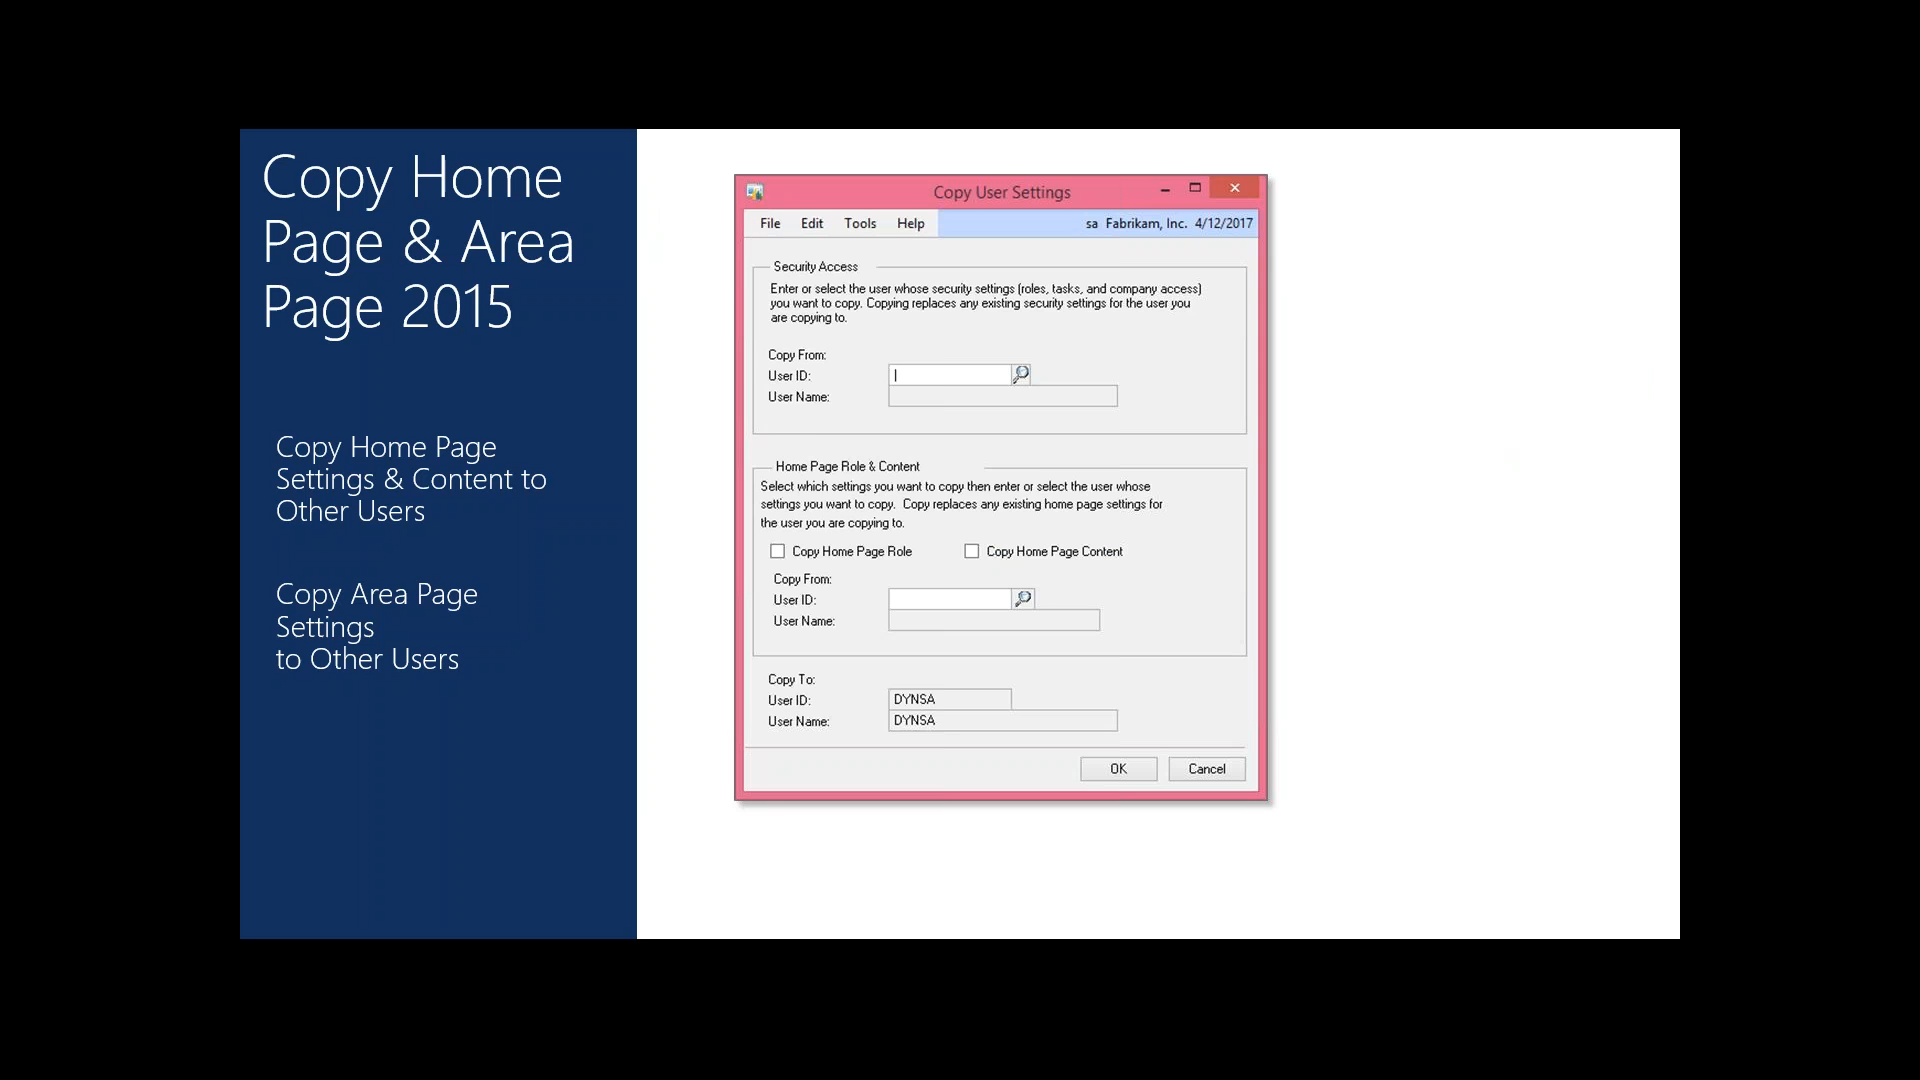 Copy Home
Page & Area
Page 2015
Copy Home Page
Settings & Content to
Other Users
Copy Area Page
Settings
to Other Users
Copy User Settings
File Edit Tools Help sa Fabrikam, Inc. 4/12/2017
Security Access
Enter or select the user whose security settings (roles, tasks, and company access)
you want to copy. Copying replaces any existing security settings for the user you
are copying to.
Copy From:
User ID:
User Name:
Home Page Role & Content
Select which settings you want to copy then enter or select the user whose
settings you want to copy. Copy replaces any existing home page settings for
the user you are copying to.
Copy Home Page Role Copy Home Page Content
Copy From:
User ID:
User Name:
Copy To:
User ID: DYNSA
User Name: DYNSA
OK Cancel